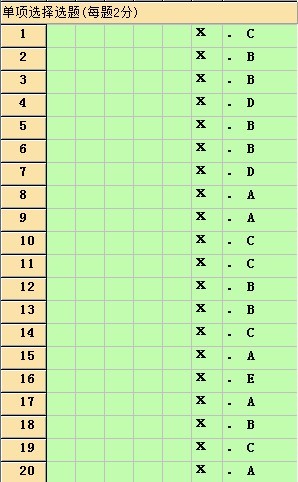 单项选择选题(每题2分)
1 X . C
2 X . B
3 X . B
4 X . D
5 X . B
6 X . B
7 X . D
8 X . A
9 X . A
10 X . C
11 X . C
12 X . B
13 X . B
14 X . C
15 X . A
16 X . E
17 X . A
18 X . B
19 X . C
20 X . A